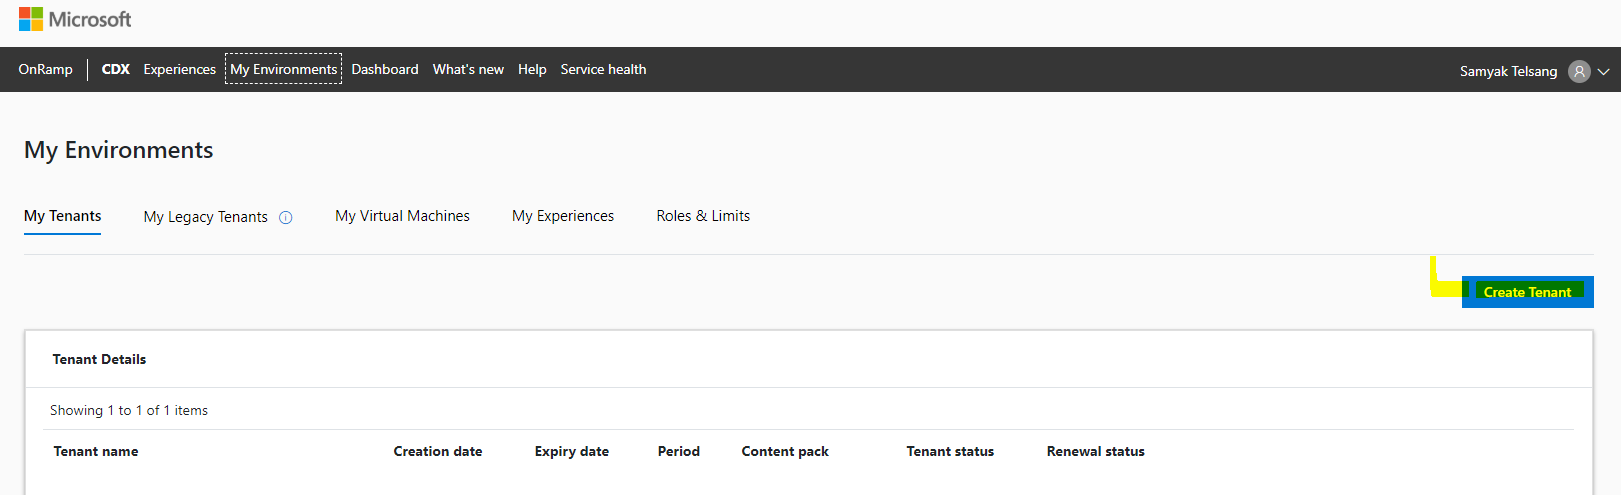 Microsoft
OnRamp CDX Experiences My Environments Dashboard What's new Help Service health Samyak Telsang
My Environments
My Tenants My Legacy Tenants My Virtual Machines My Experiences Roles & Limits
Create Tenant
Tenant Details
Showing 1 to 1 of 1 items
Tenant name Creation date Expiry date Period Content pack Tenant status Renewal status